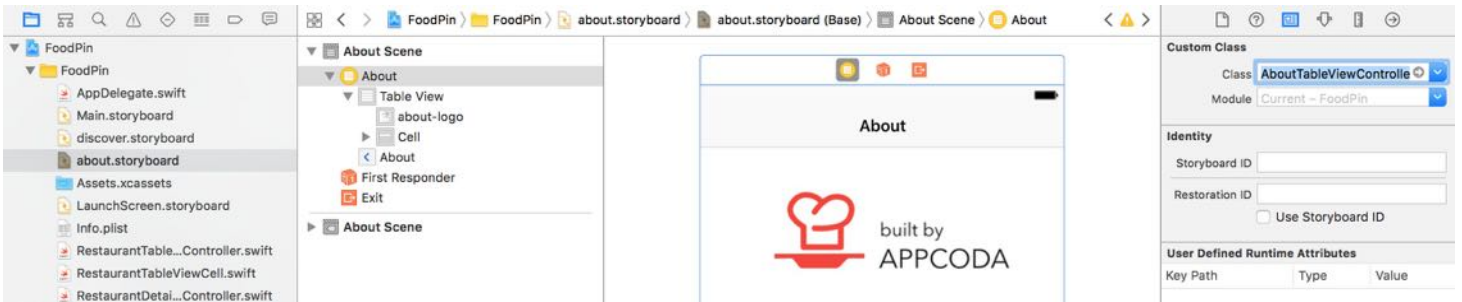 FoodPin
FoodPin
AppDelegate.swift
Main.storyboard
discover.storyboard
about.storyboard
Assets.xcassets
LaunchScreen.storyboard
Info.plist
RestaurantTable...Controller.swift
RestaurantTableViewCell.swift
RestaurantDetai...Controller.swift
FoodPin FoodPin about.storyboard about.storyboard (Base) About Scene About
About Scene
About
Table View
about-logo
Cell
About
First Responder
Exit
About Scene
About
built by
APPCODA
Custom Class
Class AboutTableViewControlle
Module Current – FoodPin
Identity
Storyboard ID
Restoration ID
Use Storyboard ID
User Defined Runtime Attributes
Key Path Type Value